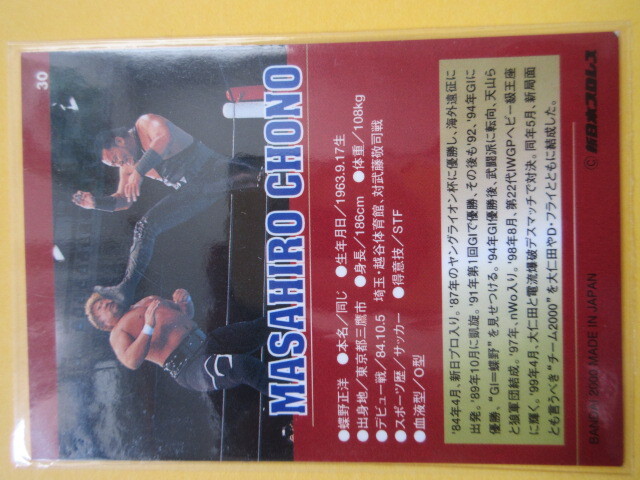 30
MASAHIRO CHONO
●蝶野正洋 ●本名/同じ ●生年月日/1963.9.17生
●出身地/東京都三鷹市 ●身長/186cm ●体重/108kg
●デビュー戦/84.10.5 埼玉・越谷体育館、対武藤敬司戦
●スポーツ歴/サッカー ●得意技/STF
●血液型/O型
'84年4月、新日プロ入り。'87年のヤングライオン杯に優勝し、海外遠征に
出発。'89年10月に凱旋。'91年第1回GIで優勝、その後も'92、'94年GIに
優勝、“GI=蝶野”を見せつける。'94年GI優勝後、武闘派に転向、天山ら
と狼軍団結成。'97年、nWo入り。'98年8月、第22代IWGPヘビー級王座
に輝く。'99年4月、大仁田と電流爆破デスマッチで対決。同年5月、新局面
とも言うべき“チーム2000”を大仁田やD・フライとともに結成した。
© 新日本プロレス
BANDAI 2000 MADE IN JAPAN